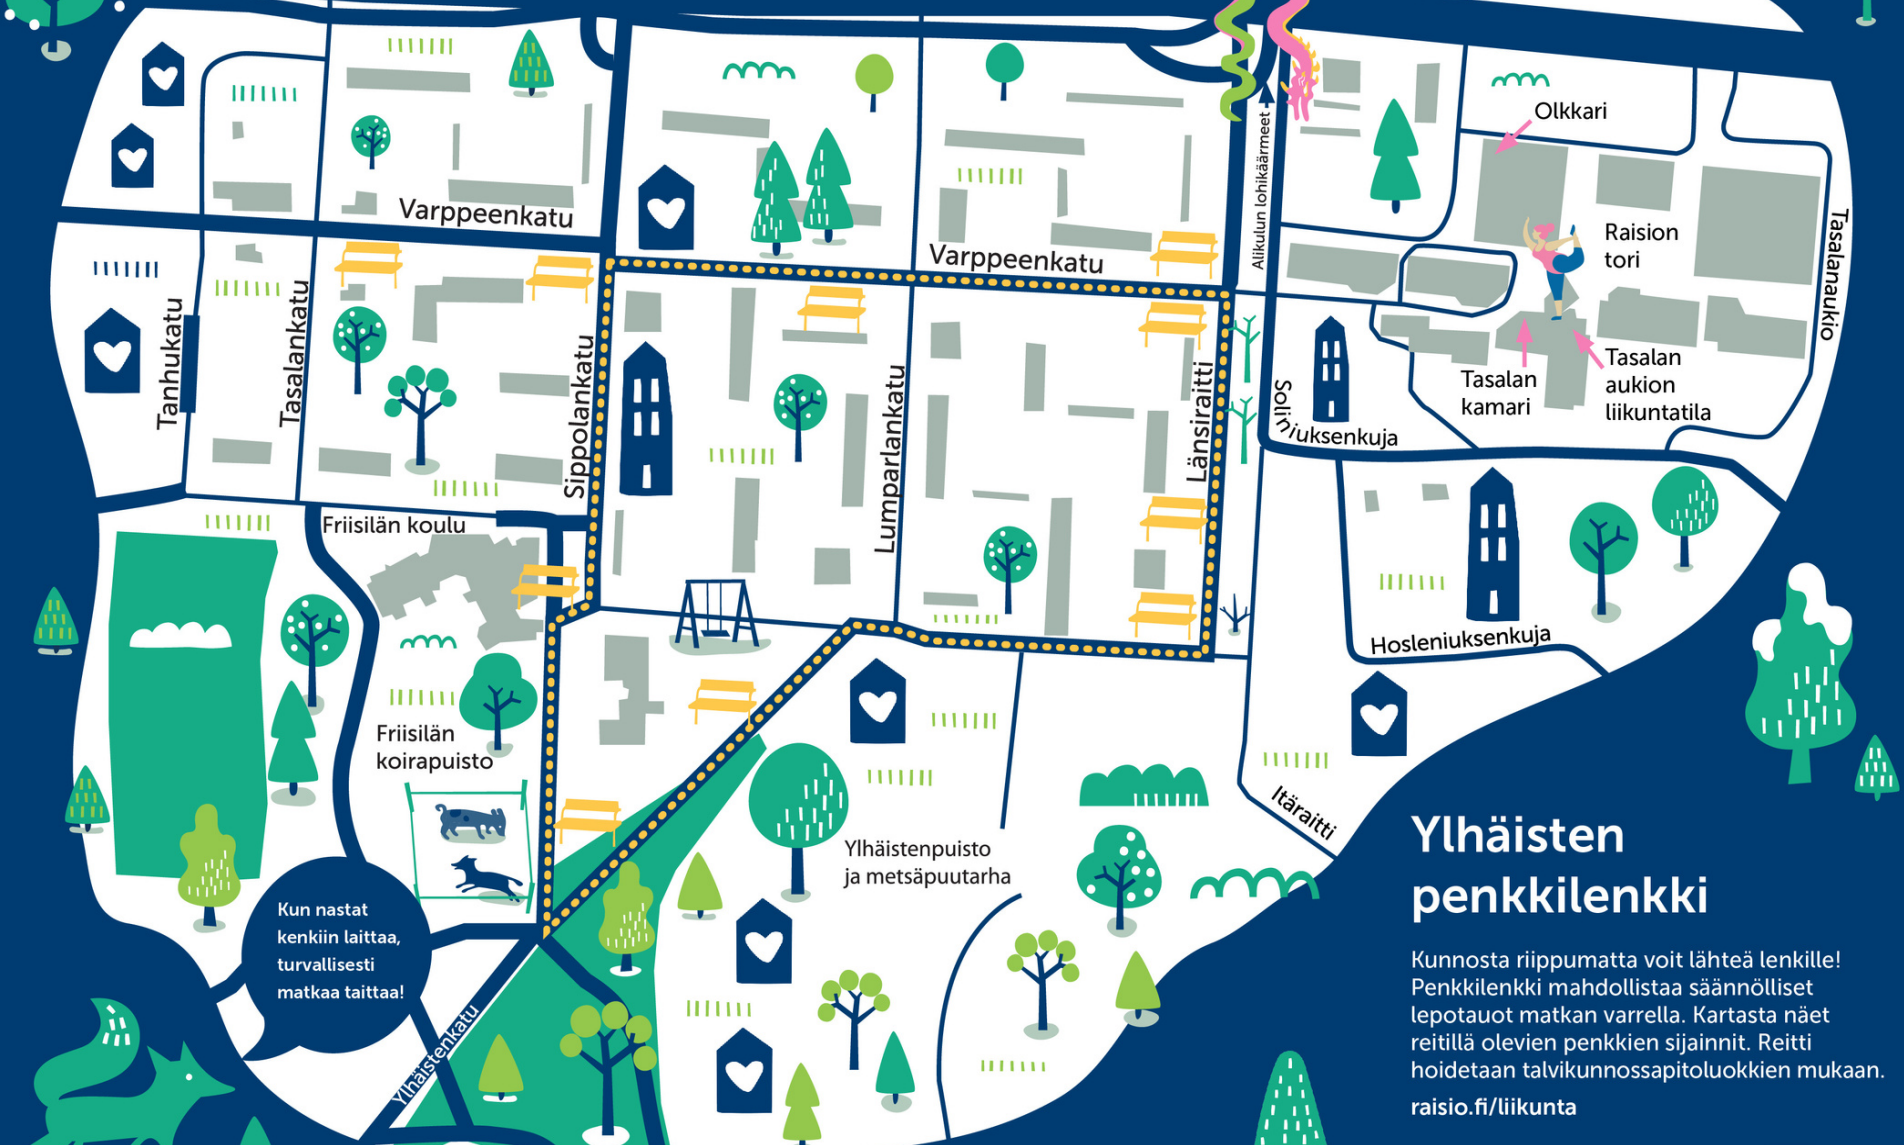 Olkkari
Alikulun lohikäärmeet
Varppeenkatu
Varppeenkatu
Raision
tori
Tasalanaukio
Tanhukatu
Tasalankatu
Sippolankatu
Lumparlankatu
Länsiraitti
Soliniuksenkuja
Tasalan
kamari
Tasalan
aukion
liikuntatila
Friisilän koulu
Hosleniuksenkuja
Friisilän
koirapuisto
Itäraitti
Ylhäistenpuisto
ja metsäpuutarha
Ylhäistenkatu
Kun nastat
kenkiin laittaa,
turvallisesti
matkaa taittaa!
Ylhäisten
penkkilenkki
Kunnosta riippumatta voit lähteä lenkille!
Penkkilenkki mahdollistaa säännölliset
lepotauot matkan varrella. Kartasta näet
reitillä olevien penkkien sijainnit. Reitti
hoidetaan talvikunnossapitoluokkien mukaan.
raisio.fi/liikunta